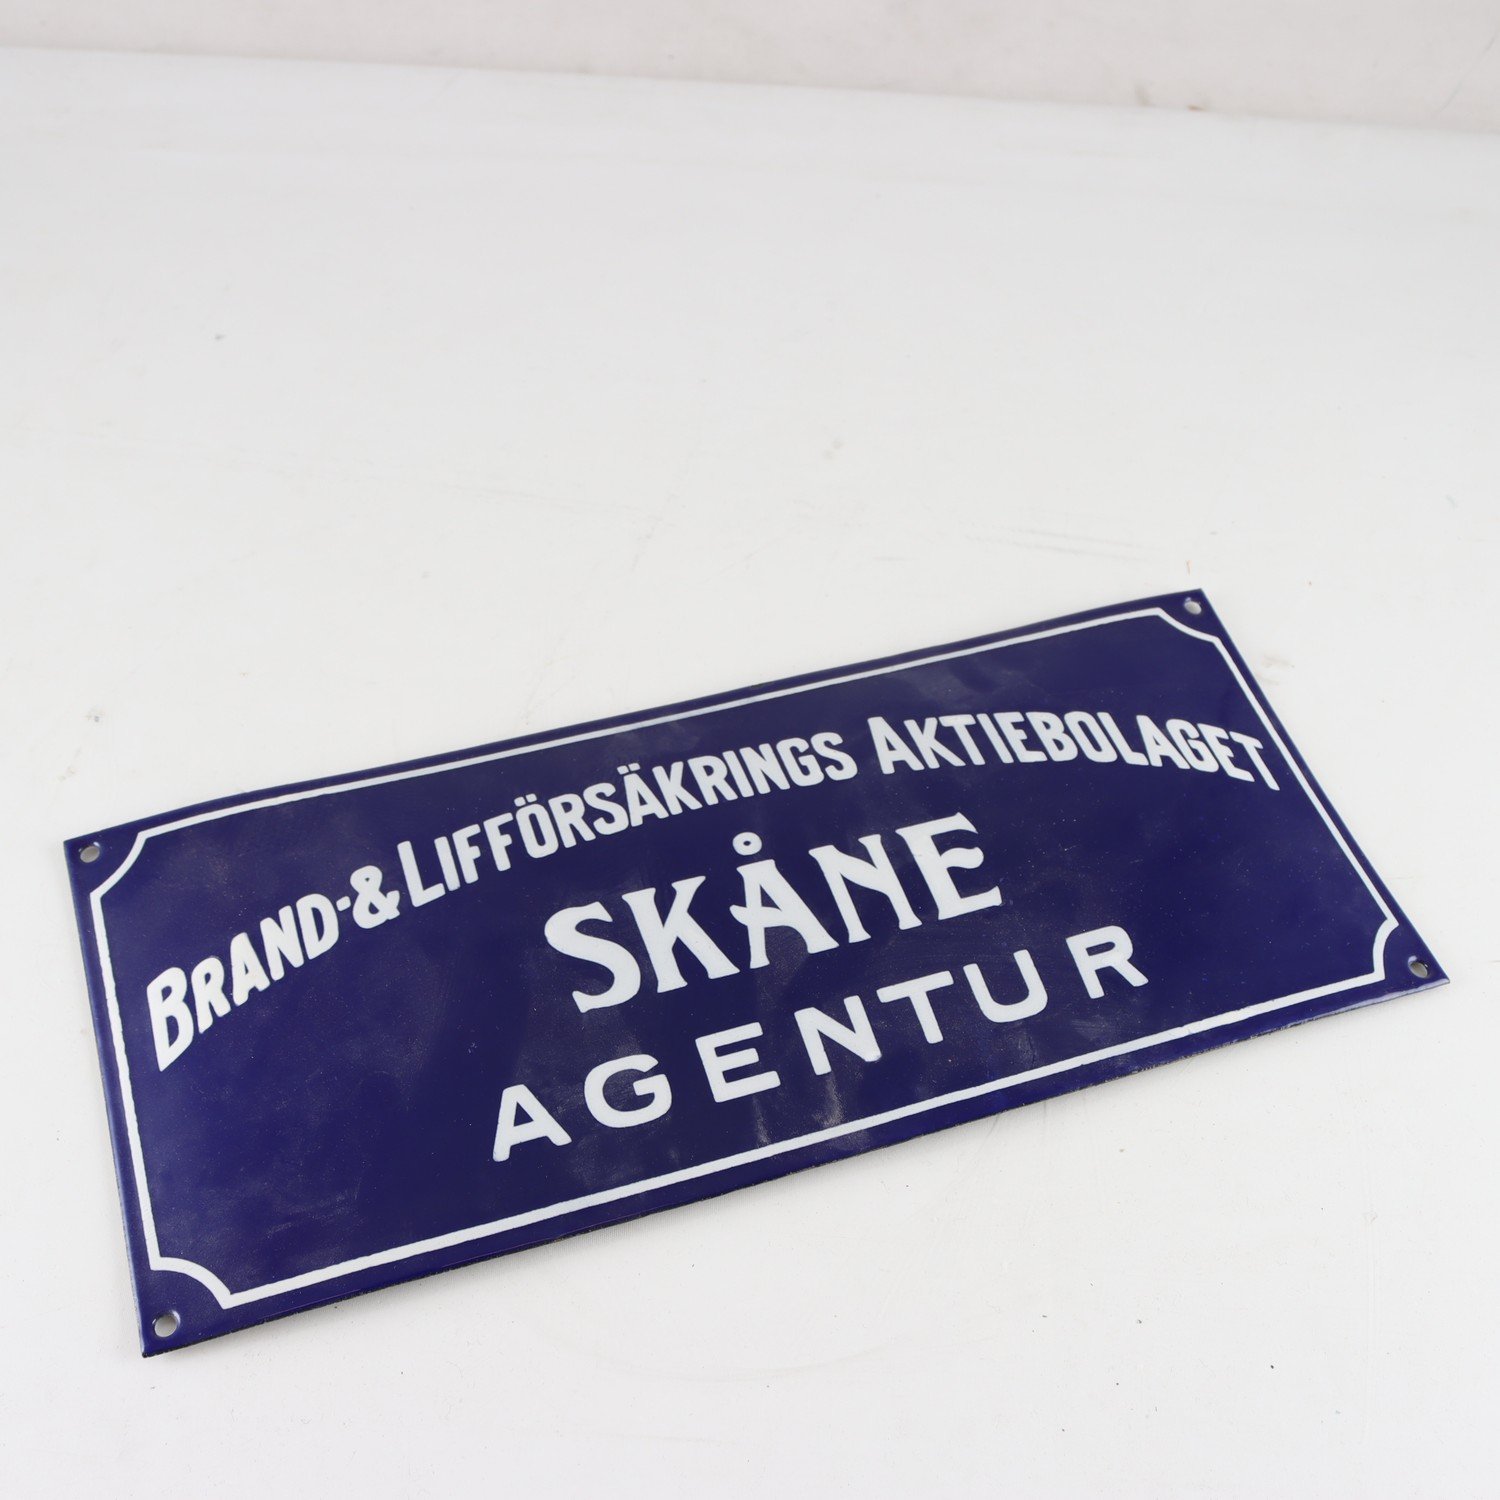 BRAND-& LIFFÖRSÄKRINGS AKTIEBOLAGET
SKÅNE
AGENTUR